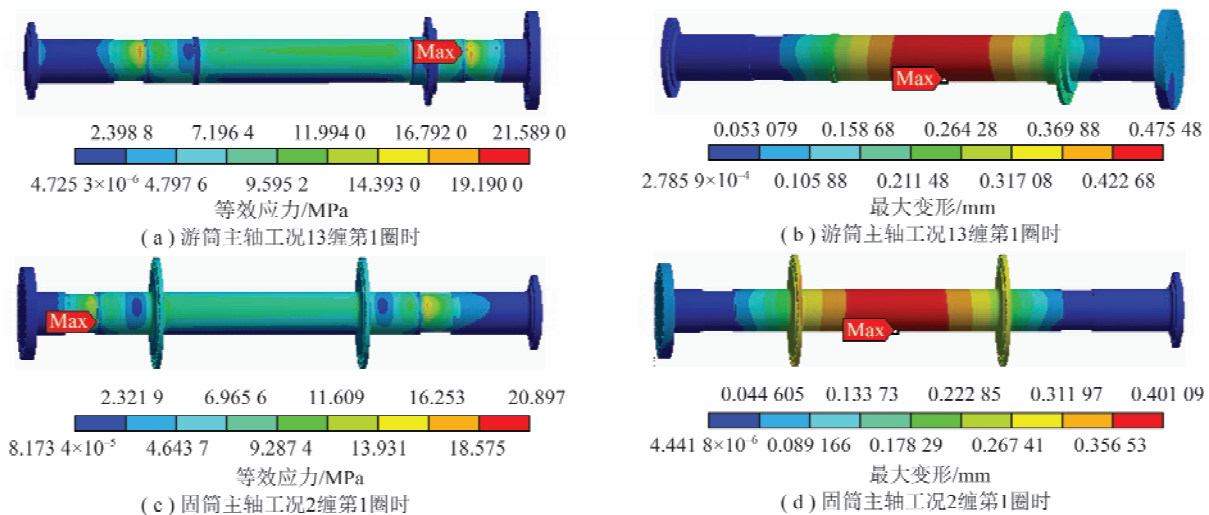 Max
2.398 8 7.196 4 11.994 0 16.792 0 21.589 0
4.725 3×10⁻⁶ 4.797 6 9.595 2 14.393 0 19.190 0
等效应力/MPa
(a)游筒主轴工况13缠第1圈时
Max
0.053 079 0.158 68 0.264 28 0.369 88 0.475 48
2.785 9×10⁻⁴ 0.105 88 0.211 48 0.317 08 0.422 68
最大变形/mm
(b)游筒主轴工况13缠第1圈时
Max
2.321 9 6.965 6 11.609 16.253 20.897
8.173 4×10⁻⁵ 4.643 7 9.287 4 13.931 18.575
等效应力/MPa
(c)固筒主轴工况2缠第1圈时
Max
0.044 605 0.133 73 0.222 85 0.311 97 0.401 09
4.441 8×10⁻⁶ 0.089 166 0.178 29 0.267 41 0.356 53
最大变形/mm
(d)固筒主轴工况2缠第1圈时